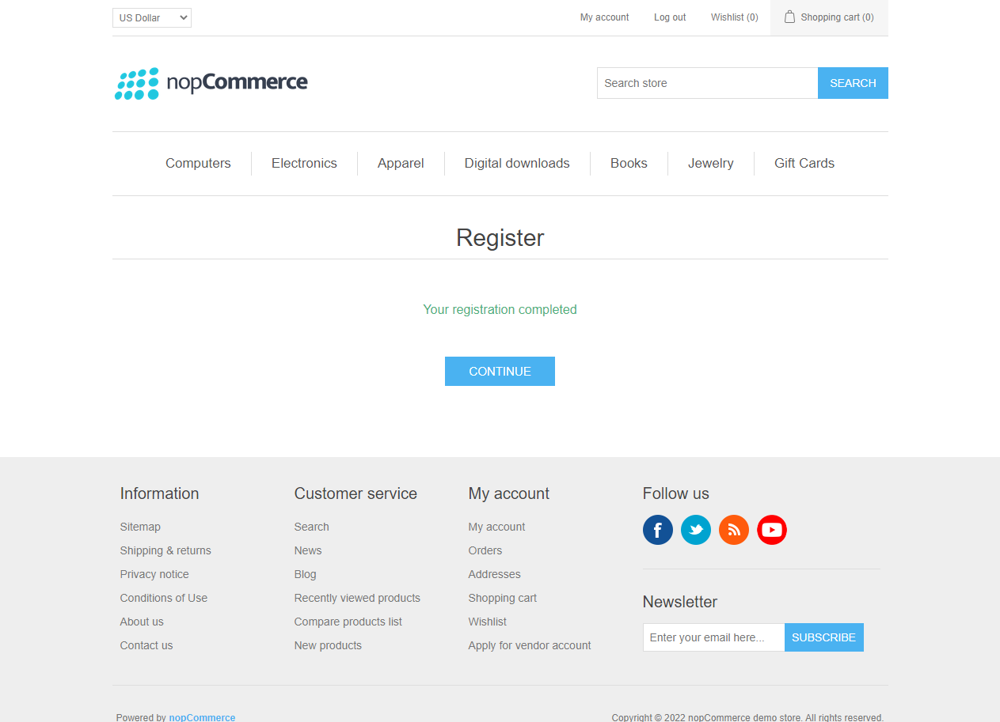 US Dollar
My account
Log out
Wishlist (0)
Shopping cart (0)
nopCommerce
Search store
SEARCH
Computers
Electronics
Apparel
Digital downloads
Books
Jewelry
Gift Cards
Register
Your registration completed
CONTINUE
Information
Sitemap
Shipping & returns
Privacy notice
Conditions of Use
About us
Contact us
Customer service
Search
News
Blog
Recently viewed products
Compare products list
New products
My account
My account
Orders
Addresses
Shopping cart
Wishlist
Apply for vendor account
Follow us
f
Newsletter
Enter your email here...
SUBSCRIBE
Powered by nopCommerce
Copyright © 2022 nopCommerce demo store. All rights reserved.